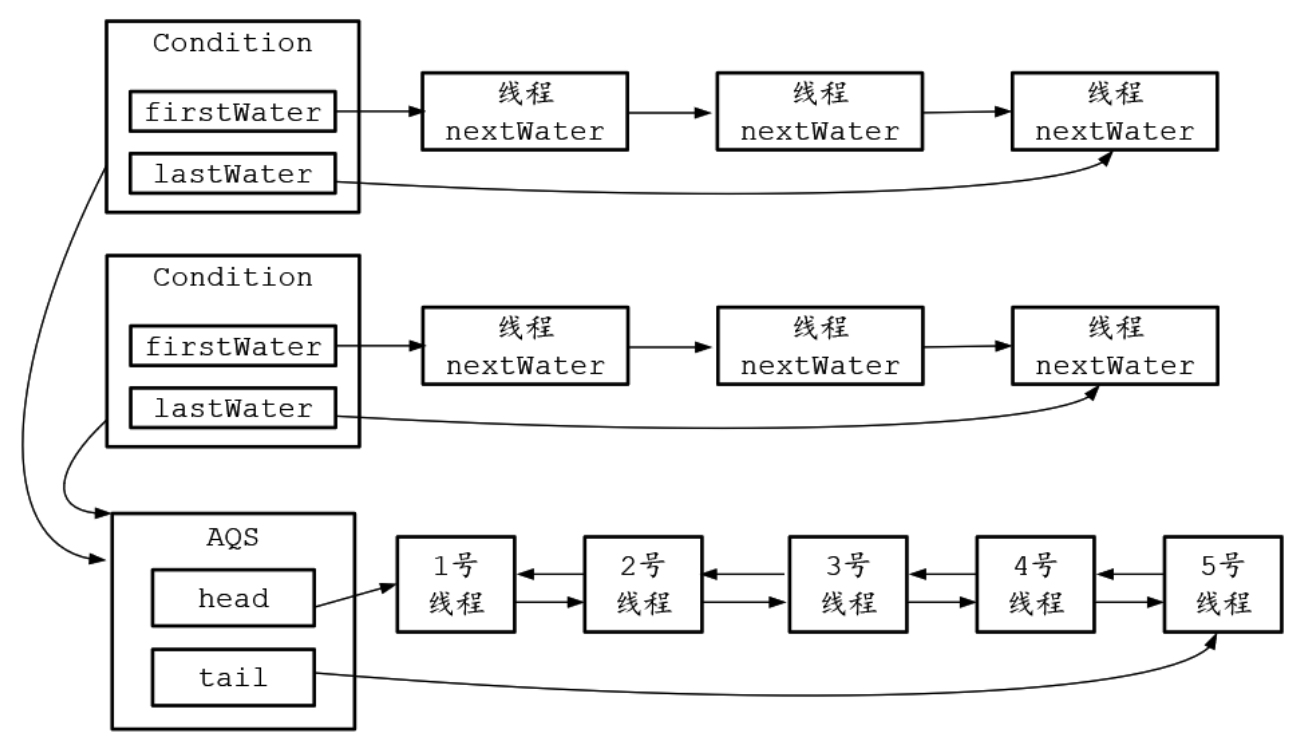 Condition
firstWater
lastWater
线程
nextWater
线程
nextWater
线程
nextWater
Condition
firstWater
lastWater
线程
nextWater
线程
nextWater
线程
nextWater
AQS
head
tail
1号
线程
2号
线程
3号
线程
4号
线程
5号
线程